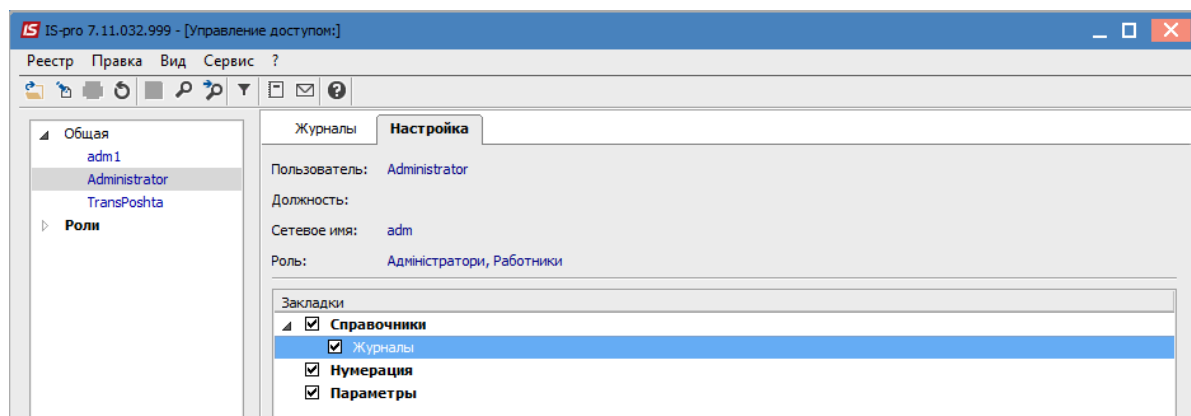 IS-pro 7.11.032.999 - [Управление доступом:]
Реестр Правка Вид Сервис ?
Общая
adm1
Administrator
TransPoshta
Роли
Журналы Настройка
Пользователь: Administrator
Должность:
Сетевое имя: adm
Роль: Адміністратори, Работники
Закладки
Справочники
Журналы
Нумерация
Параметры